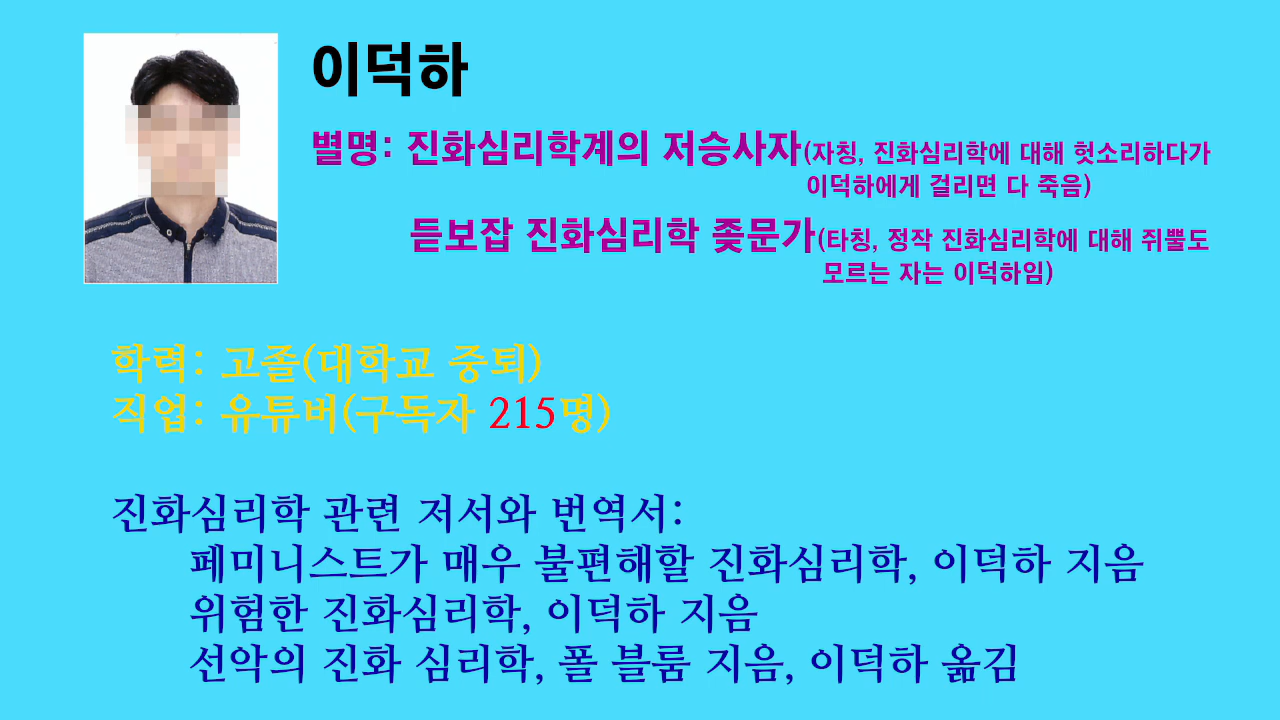 이덕하
별명: 진화심리학계의 저승사자(자칭, 진화심리학에 대해 헛소리하다가
이덕하에게 걸리면 다 죽음)
듣보잡 진화심리학 좆문가(타칭, 정작 진화심리학에 대해 쥐뿔도
모르는 자는 이덕하임)
학력: 고졸(대학교 중퇴)
직업: 유튜버(구독자 215명)
진화심리학 관련 저서와 번역서:
페미니스트가 매우 불편해할 진화심리학, 이덕하 지음
위험한 진화심리학, 이덕하 지음
선악의 진화 심리학, 폴 블룸 지음, 이덕하 옮김